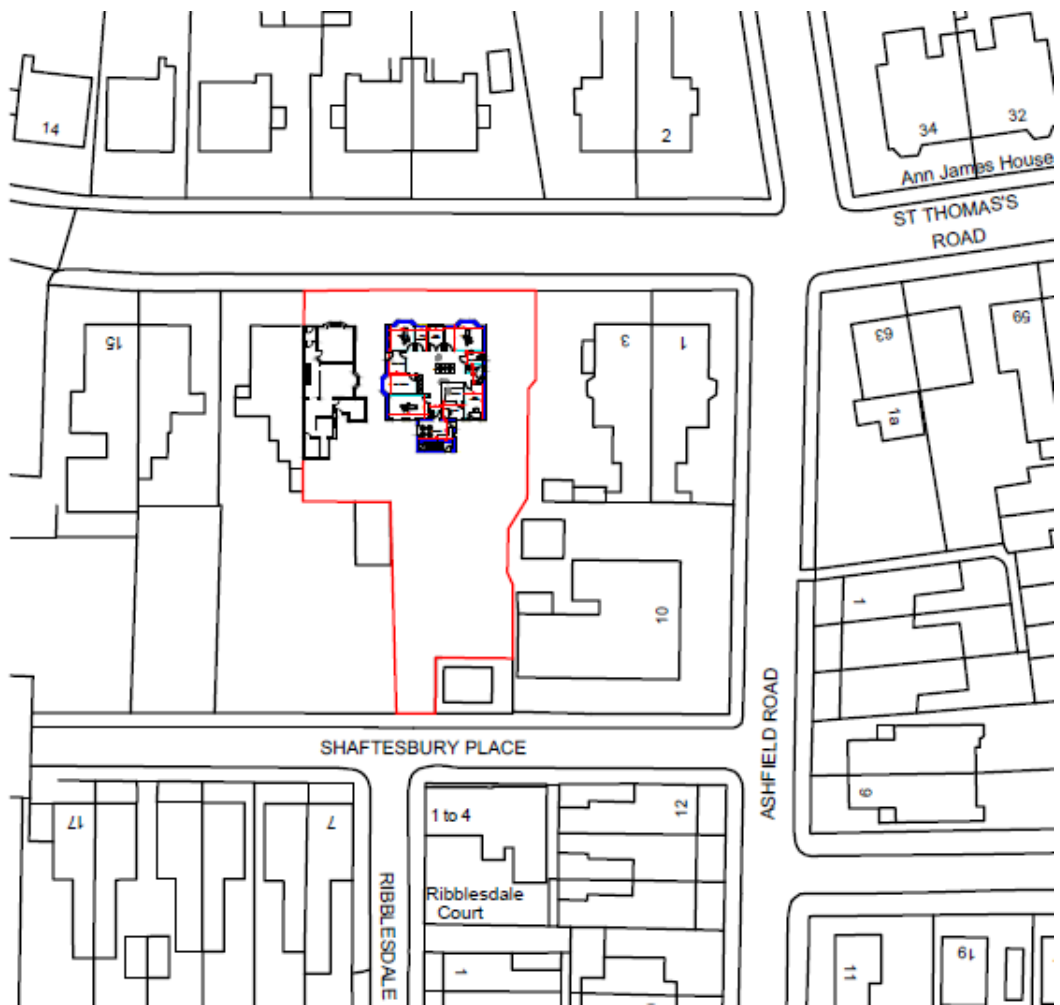 14
2
34
32
Ann James House
ST THOMAS'S
ROAD
15
3
1
63
59
1a
10
1
SHAFTESBURY PLACE
ASHFIELD ROAD
9
17
7
1 to 4
12
RIBBLESDALE
Ribblesdale
Court
1
11
19